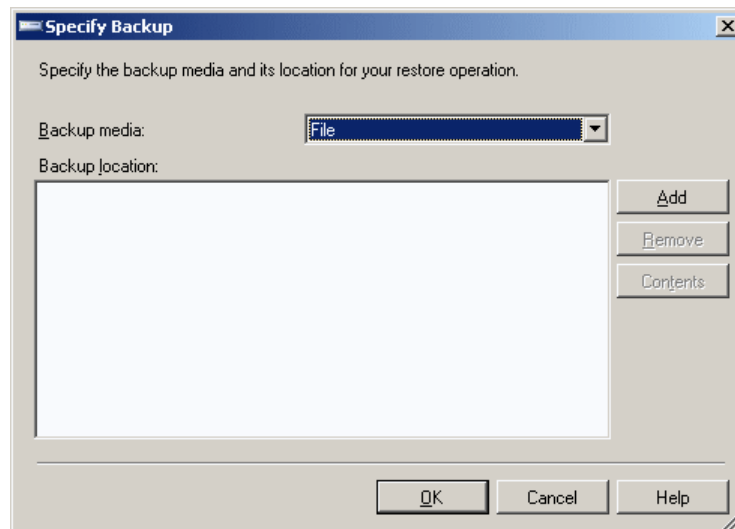 Specify Backup
Specify the backup media and its location for your restore operation.
Backup media:
File
Backup location:
Add
Remove
Contents
OK
Cancel
Help